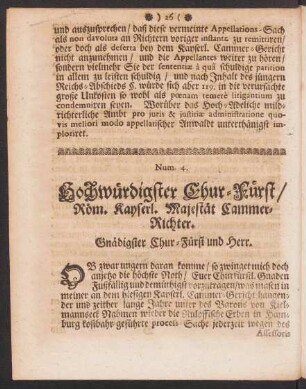 ) 26 (
und auszusprechen / daß diese vermeinte Appellations-Sach
als non devoluta an Richtern voriger instantz zu remittiren /
oder doch als deserta bey dem Kayserl. Cammer-Gericht
nicht anzunehmen / und die Appellantes weiter zu hören /
sondern vielmehr Sie der Sententiæ à quâ schuldige parition
in allem zu leisten schuldig / und nach Inhalt des jüngern
Reichs-Abschieds §. würde sich aber 120. in die verursachte
grosse Unkosten so wohl als pœnam temerè litigantium zu
condemniren seyen. Worüber das Hoch-Adeliche mild-
richterliche Ambt pro juris & justitiæ administratione quo-
vis meliori modo appellatischer Anwaldt unterthänigst im-
ploriret.
Num. 4.
Hochwürdigster Chur-Fürst /
Röm. Kayserl. Majestät Cammer-
Richter.
Gnädigster Chur-Fürst und Herr.
OB zwar ungern daran komme / so zwinget mich doch
anjetzo die höchste Noth / Euer Churfürstl. Gnaden
Fußfällig und demüthigst vorzutragen / was masen in
meiner an dem hiesigen Kayserl. Cammer-Gericht hangen-
der und zeither lange Jahre unter des Barons von Kiel-
mannseck Nahmen wieder die Rulefssche Erben in Ham-
burg kostbahr geführte proceß-Sache jederzeit wegen des
Assessoris